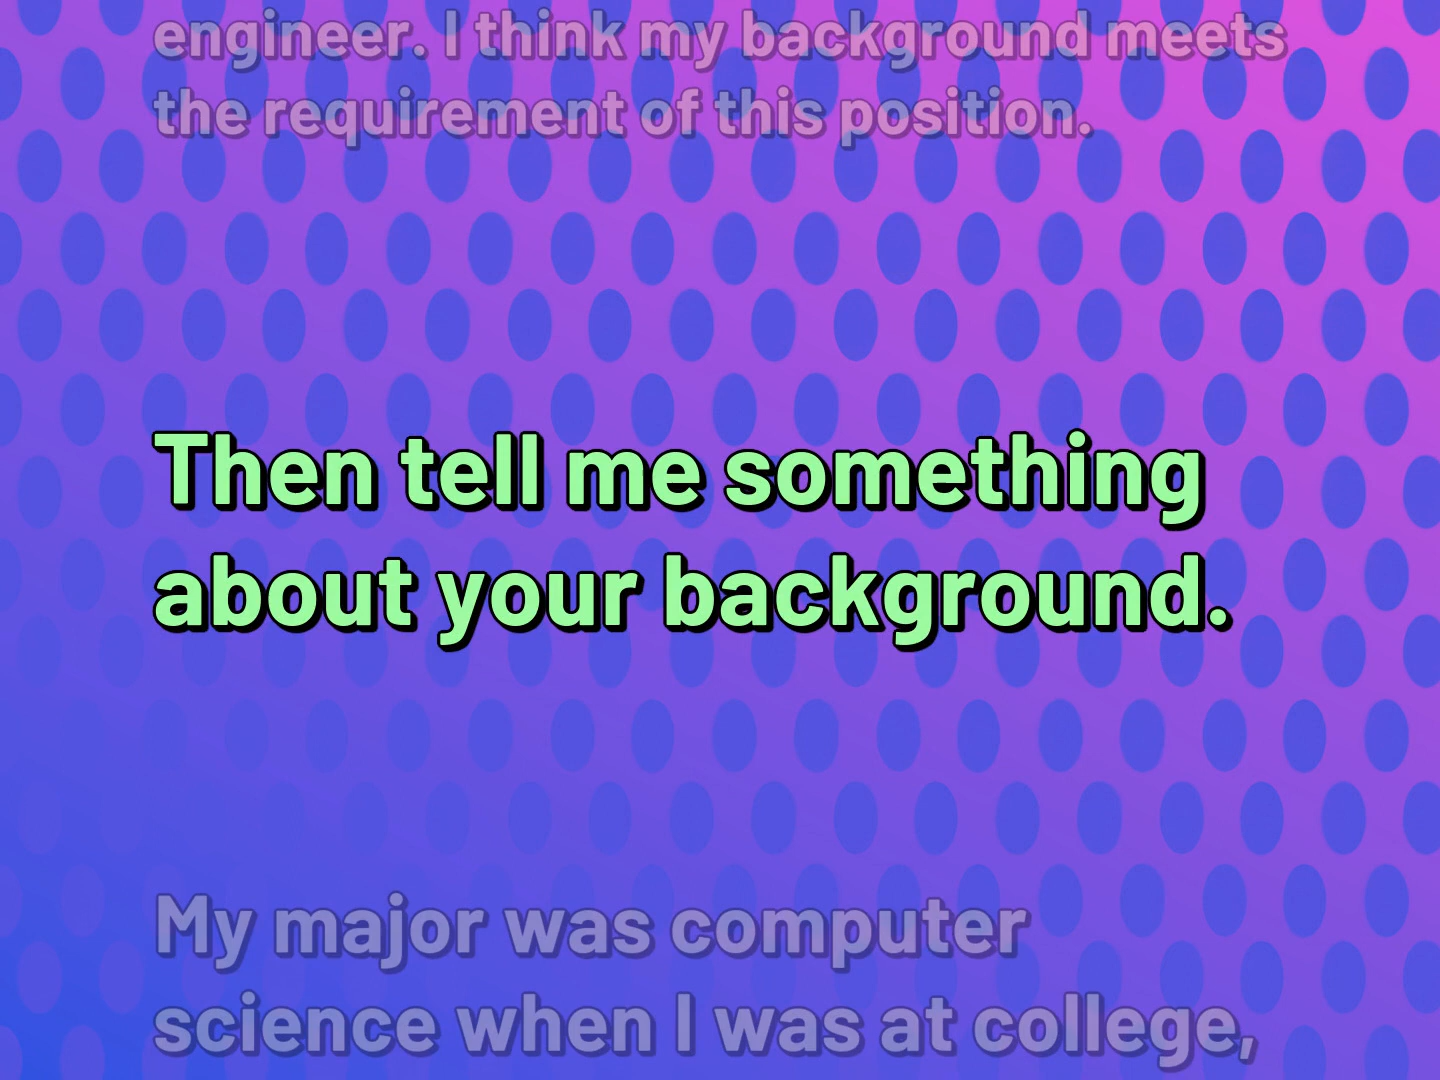 engineer. I think my background meets
the requirement of this position.
Then tell me something
about your background.
My major was computer
science when I was at college,